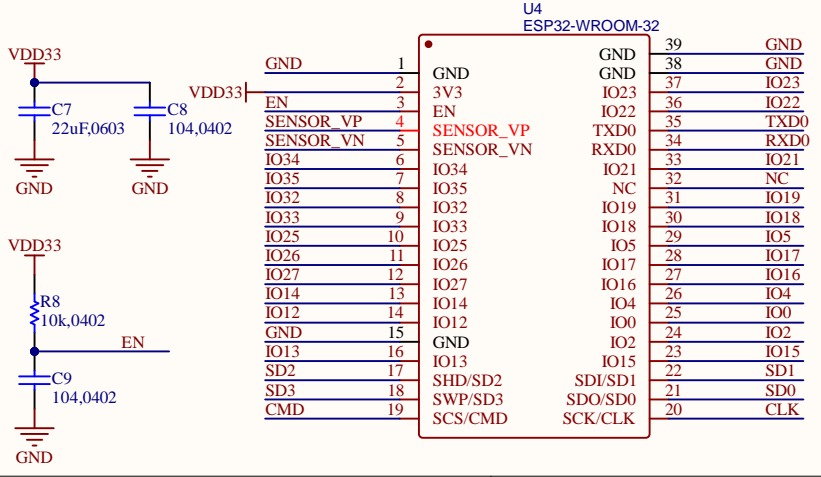 U4
ESP32-WROOM-32
VDD33
C7
22uF,0603
C8
104,0402
GND
GND
VDD33
R8
10k,0402
EN
C9
104,0402
GND
GND 1 GND
VDD33 2 3V3
EN 3 EN
SENSOR_VP 4 SENSOR_VP
SENSOR_VN 5 SENSOR_VN
IO34 6 IO34
IO35 7 IO35
IO32 8 IO32
IO33 9 IO33
IO25 10 IO25
IO26 11 IO26
IO27 12 IO27
IO14 13 IO14
IO12 14 IO12
GND 15 GND
IO13 16 IO13
SD2 17 SHD/SD2
SD3 18 SWP/SD3
CMD 19 SCS/CMD
GND 39 GND
GND 38 GND
IO23 37 IO23
IO22 36 IO22
TXD0 35 TXD0
RXD0 34 RXD0
IO21 33 IO21
NC 32 NC
IO19 31 IO19
IO18 30 IO18
IO5 29 IO5
IO17 28 IO17
IO16 27 IO16
IO4 26 IO4
IO0 25 IO0
IO2 24 IO2
IO15 23 IO15
SDI/SD1 22 SD1
SDO/SD0 21 SD0
SCK/CLK 20 CLK